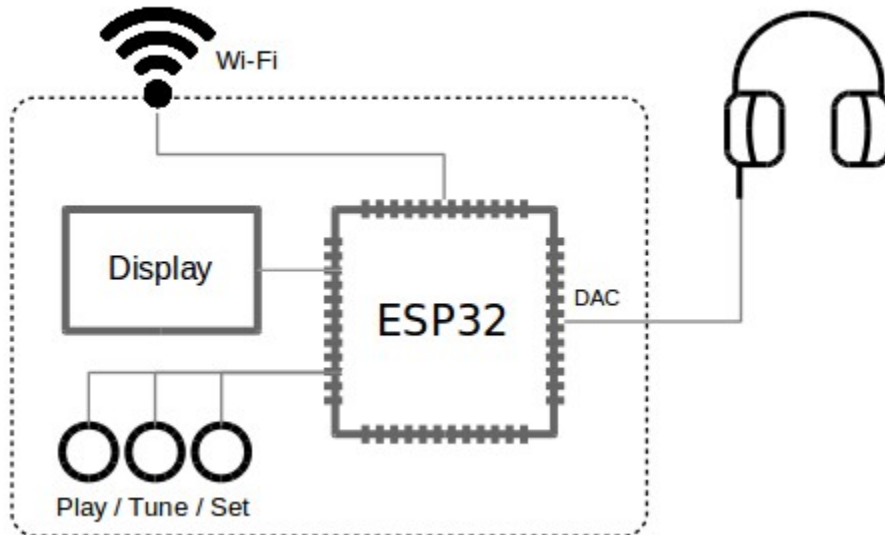 Wi-Fi
Display
ESP32
DAC
Play / Tune / Set